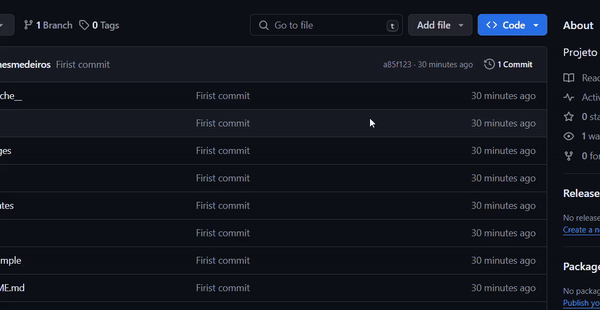 1 Branch 0 Tags Go to file t Add file Code About
Projeto
nesmedeiros Firist commit a85f123 · 30 minutes ago 1 Commit
che__ Firist commit 30 minutes ago
Firist commit 30 minutes ago
ges Firist commit 30 minutes ago
Firist commit 30 minutes ago
ates Firist commit 30 minutes ago
Firist commit 30 minutes ago
mple Firist commit 30 minutes ago
ME.md Firist commit 30 minutes ago
Read
Activ
0 sta
1 wa
0 for
Release
No release
Create a n
Packag
No packag
Publish yo